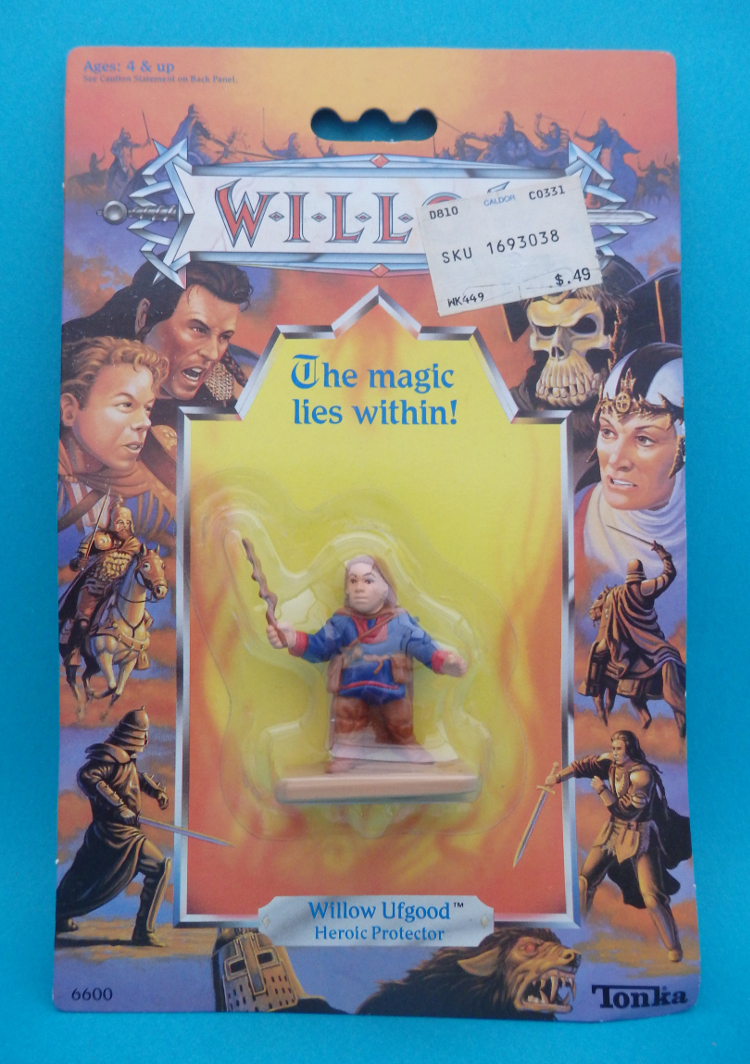 Ages: 4 & up
See Caution Statement on Back Panel.
W·I·L·L·O
D810 CALDOR C0331
SKU 1693038
WK449 $.49
The magic
lies within!
Willow Ufgood™
Heroic Protector
6600
Tonka